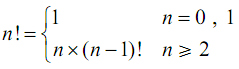 n! = { 1 n = 0 , 1
n × (n − 1)! n ⩾ 2